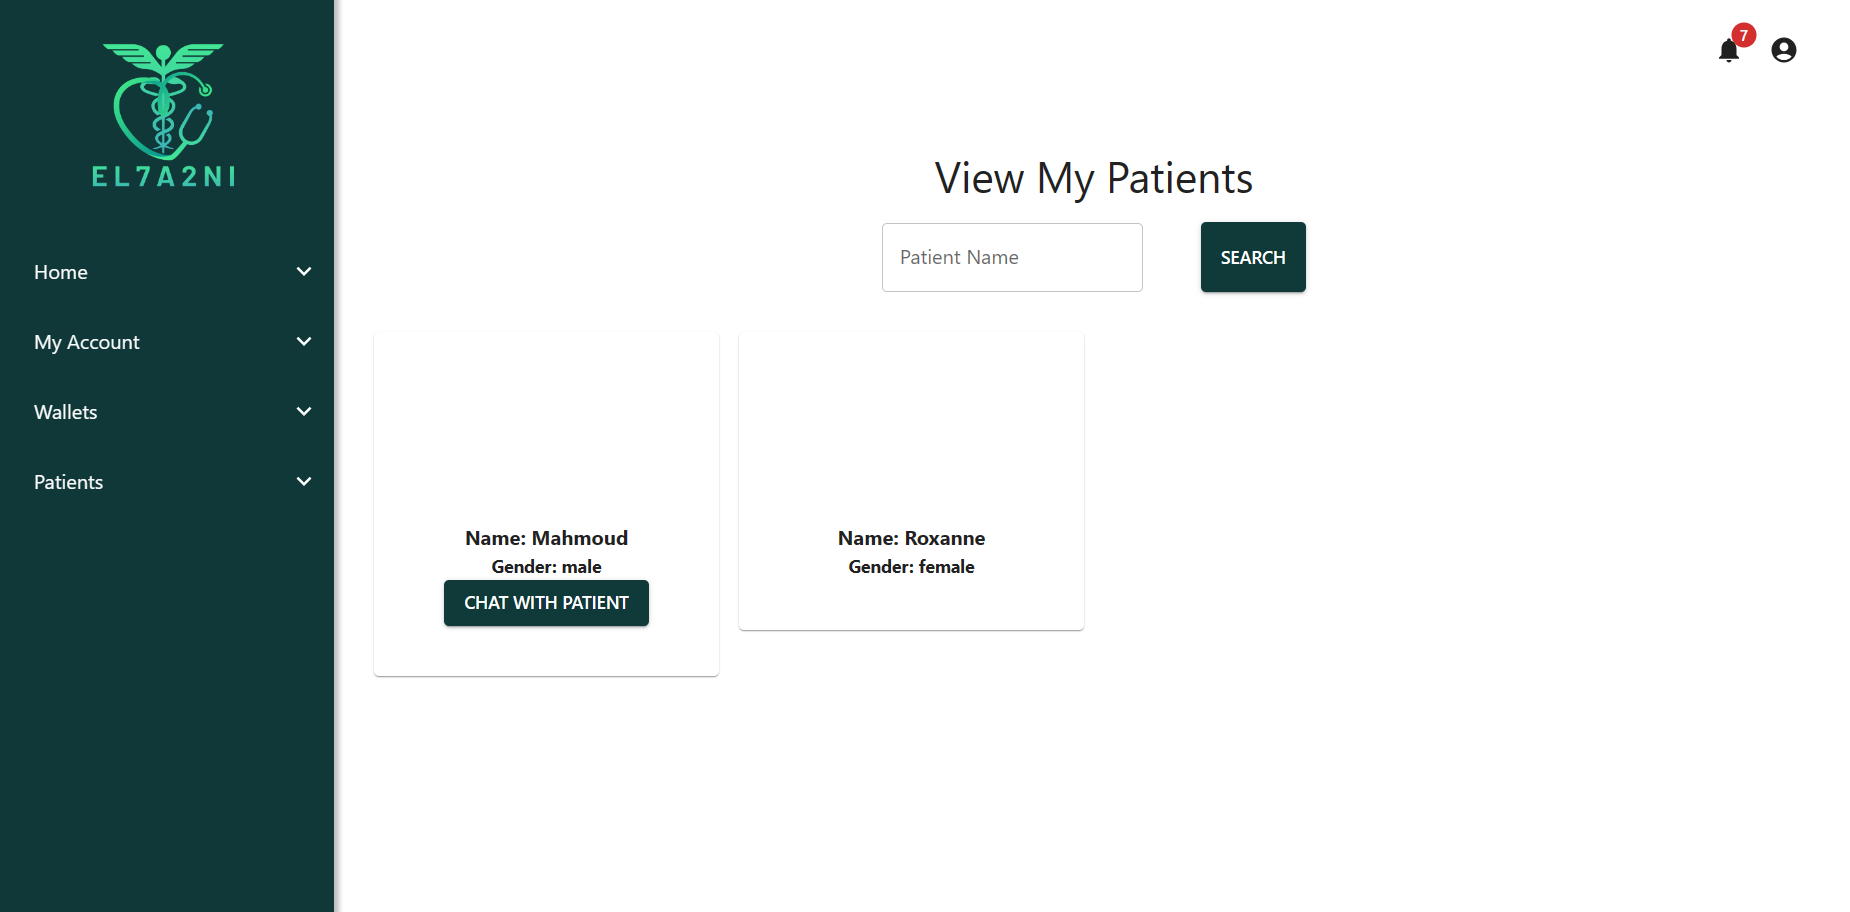 EL7A2NI
Home
My Account
Wallets
Patients
7
View My Patients
Patient Name
SEARCH
Name: Mahmoud
Gender: male
CHAT WITH PATIENT
Name: Roxanne
Gender: female